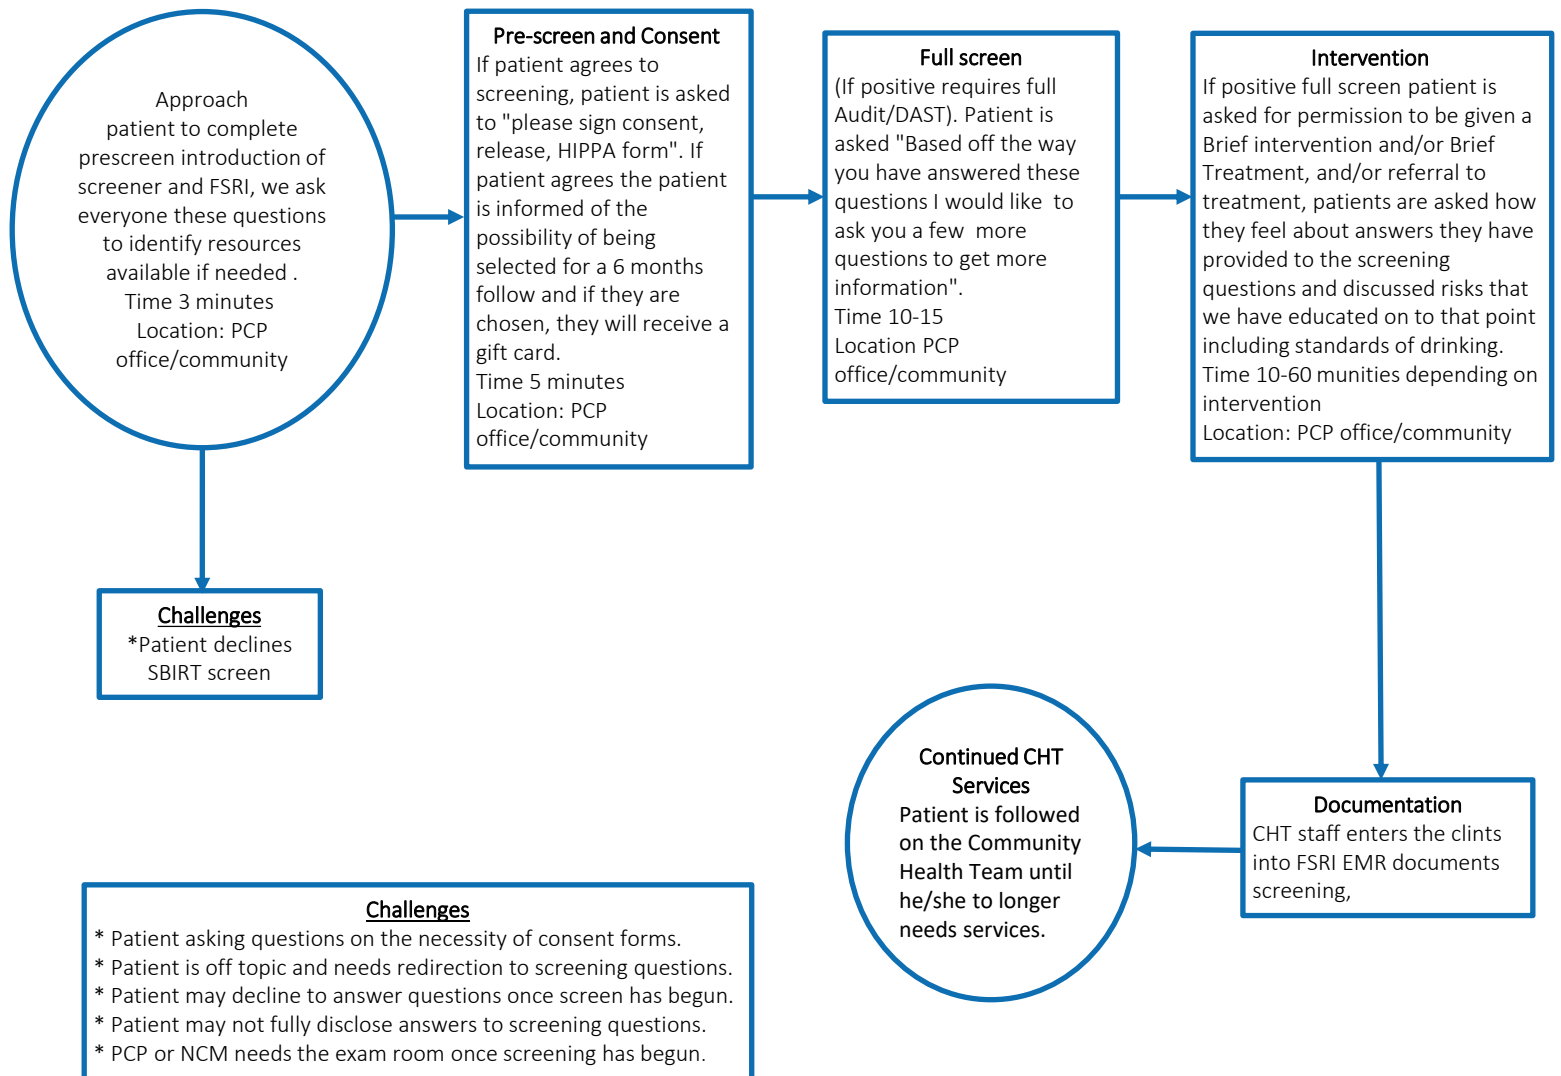 Approach
patient to complete
prescreen introduction of
screener and FSRI, we ask
everyone these questions
to identify resources
available if needed .
Time 3 minutes
Location: PCP
office/community
Pre-screen and Consent
If patient agrees to
screening, patient is asked
to "please sign consent,
release, HIPPA form". If
patient agrees the patient
is informed of the
possibility of being
selected for a 6 months
follow and if they are
chosen, they will receive a
gift card.
Time 5 minutes
Location: PCP
office/community
Full screen
(If positive requires full
Audit/DAST). Patient is
asked "Based off the way
you have answered these
questions I would like  to
ask you a few  more
questions to get more
information".
Time 10-15
Location PCP
office/community
Intervention
If positive full screen patient is
asked for permission to be given a
Brief intervention and/or Brief
Treatment, and/or referral to
treatment, patients are asked how
they feel about answers they have
provided to the screening
questions and discussed risks that
we have educated on to that point
including standards of drinking.
Time 10-60 munities depending on
intervention
Location: PCP office/community
Challenges
*Patient declines
SBIRT screen
Continued CHT
Services
Patient is followed
on the Community
Health Team until
he/she to longer
needs services.
Documentation
CHT staff enters the clints
into FSRI EMR documents
screening,
Challenges
* Patient asking questions on the necessity of consent forms.
* Patient is off topic and needs redirection to screening questions.
* Patient may decline to answer questions once screen has begun.
* Patient may not fully disclose answers to screening questions.
* PCP or NCM needs the exam room once screening has begun.